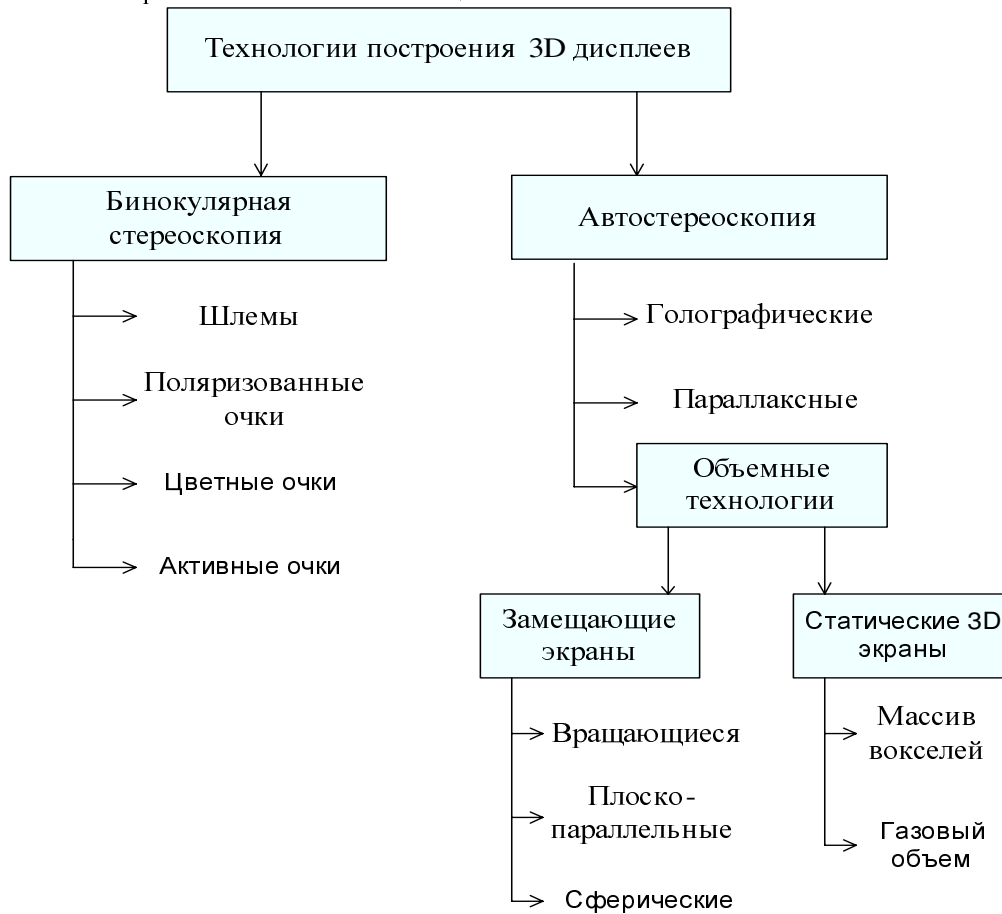 Технологии построения 3D дисплеев
Бинокулярная
стереоскопия
Шлемы
Поляризованные
очки
Цветные очки
Активные очки
Автостереоскопия
Голографические
Параллаксные
Объемные
технологии
Замещающие
экраны
Вращающиеся
Плоско-
параллельные
Сферические
Статические 3D
экраны
Массив
вокселей
Газовый
объем